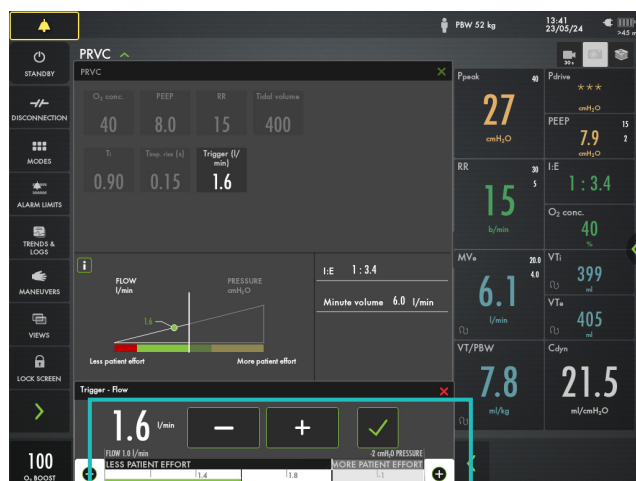 PBW 52 kg
13:41
23/05/24
>45 m
STANDBY
DISCONNECTION
MODES
ALARM LIMITS
TRENDS &
LOGS
MANEUVERS
VIEWS
LOCK SCREEN
100
O₂ BOOST
PRVC
30s
PRVC
O₂ conc. PEEP RR Tidal volume
40 8.0 15 400
Ti Timp. rise (s) Trigger (l/
min)
0.90 0.15 1.6
i
FLOW
l/min
PRESSURE
cmH₂O
1.6
Less patient effort More patient effort
I:E 1 : 3.4
Minute volume 6.0 l/min
Trigger - Flow
1.6 l/min
FLOW 1.0 l/min -2 cmH₂O PRESSURE
LESS PATIENT EFFORT MORE PATIENT EFFORT
1.4 1.8 -1
Ppeak 40
27
cmH₂O
Pdrive
***
cmH₂O
PEEP 15
7.9 2
cmH₂O
RR 30
5
15
b/min
I:E
1 : 3.4
O₂ conc.
40
%
MVe 20.0
4.0
6.1
l/min
VTi
399
ml
VTe
405
ml
VT/PBW
7.8
ml/kg
Cdyn
21.5
ml/cmH₂O